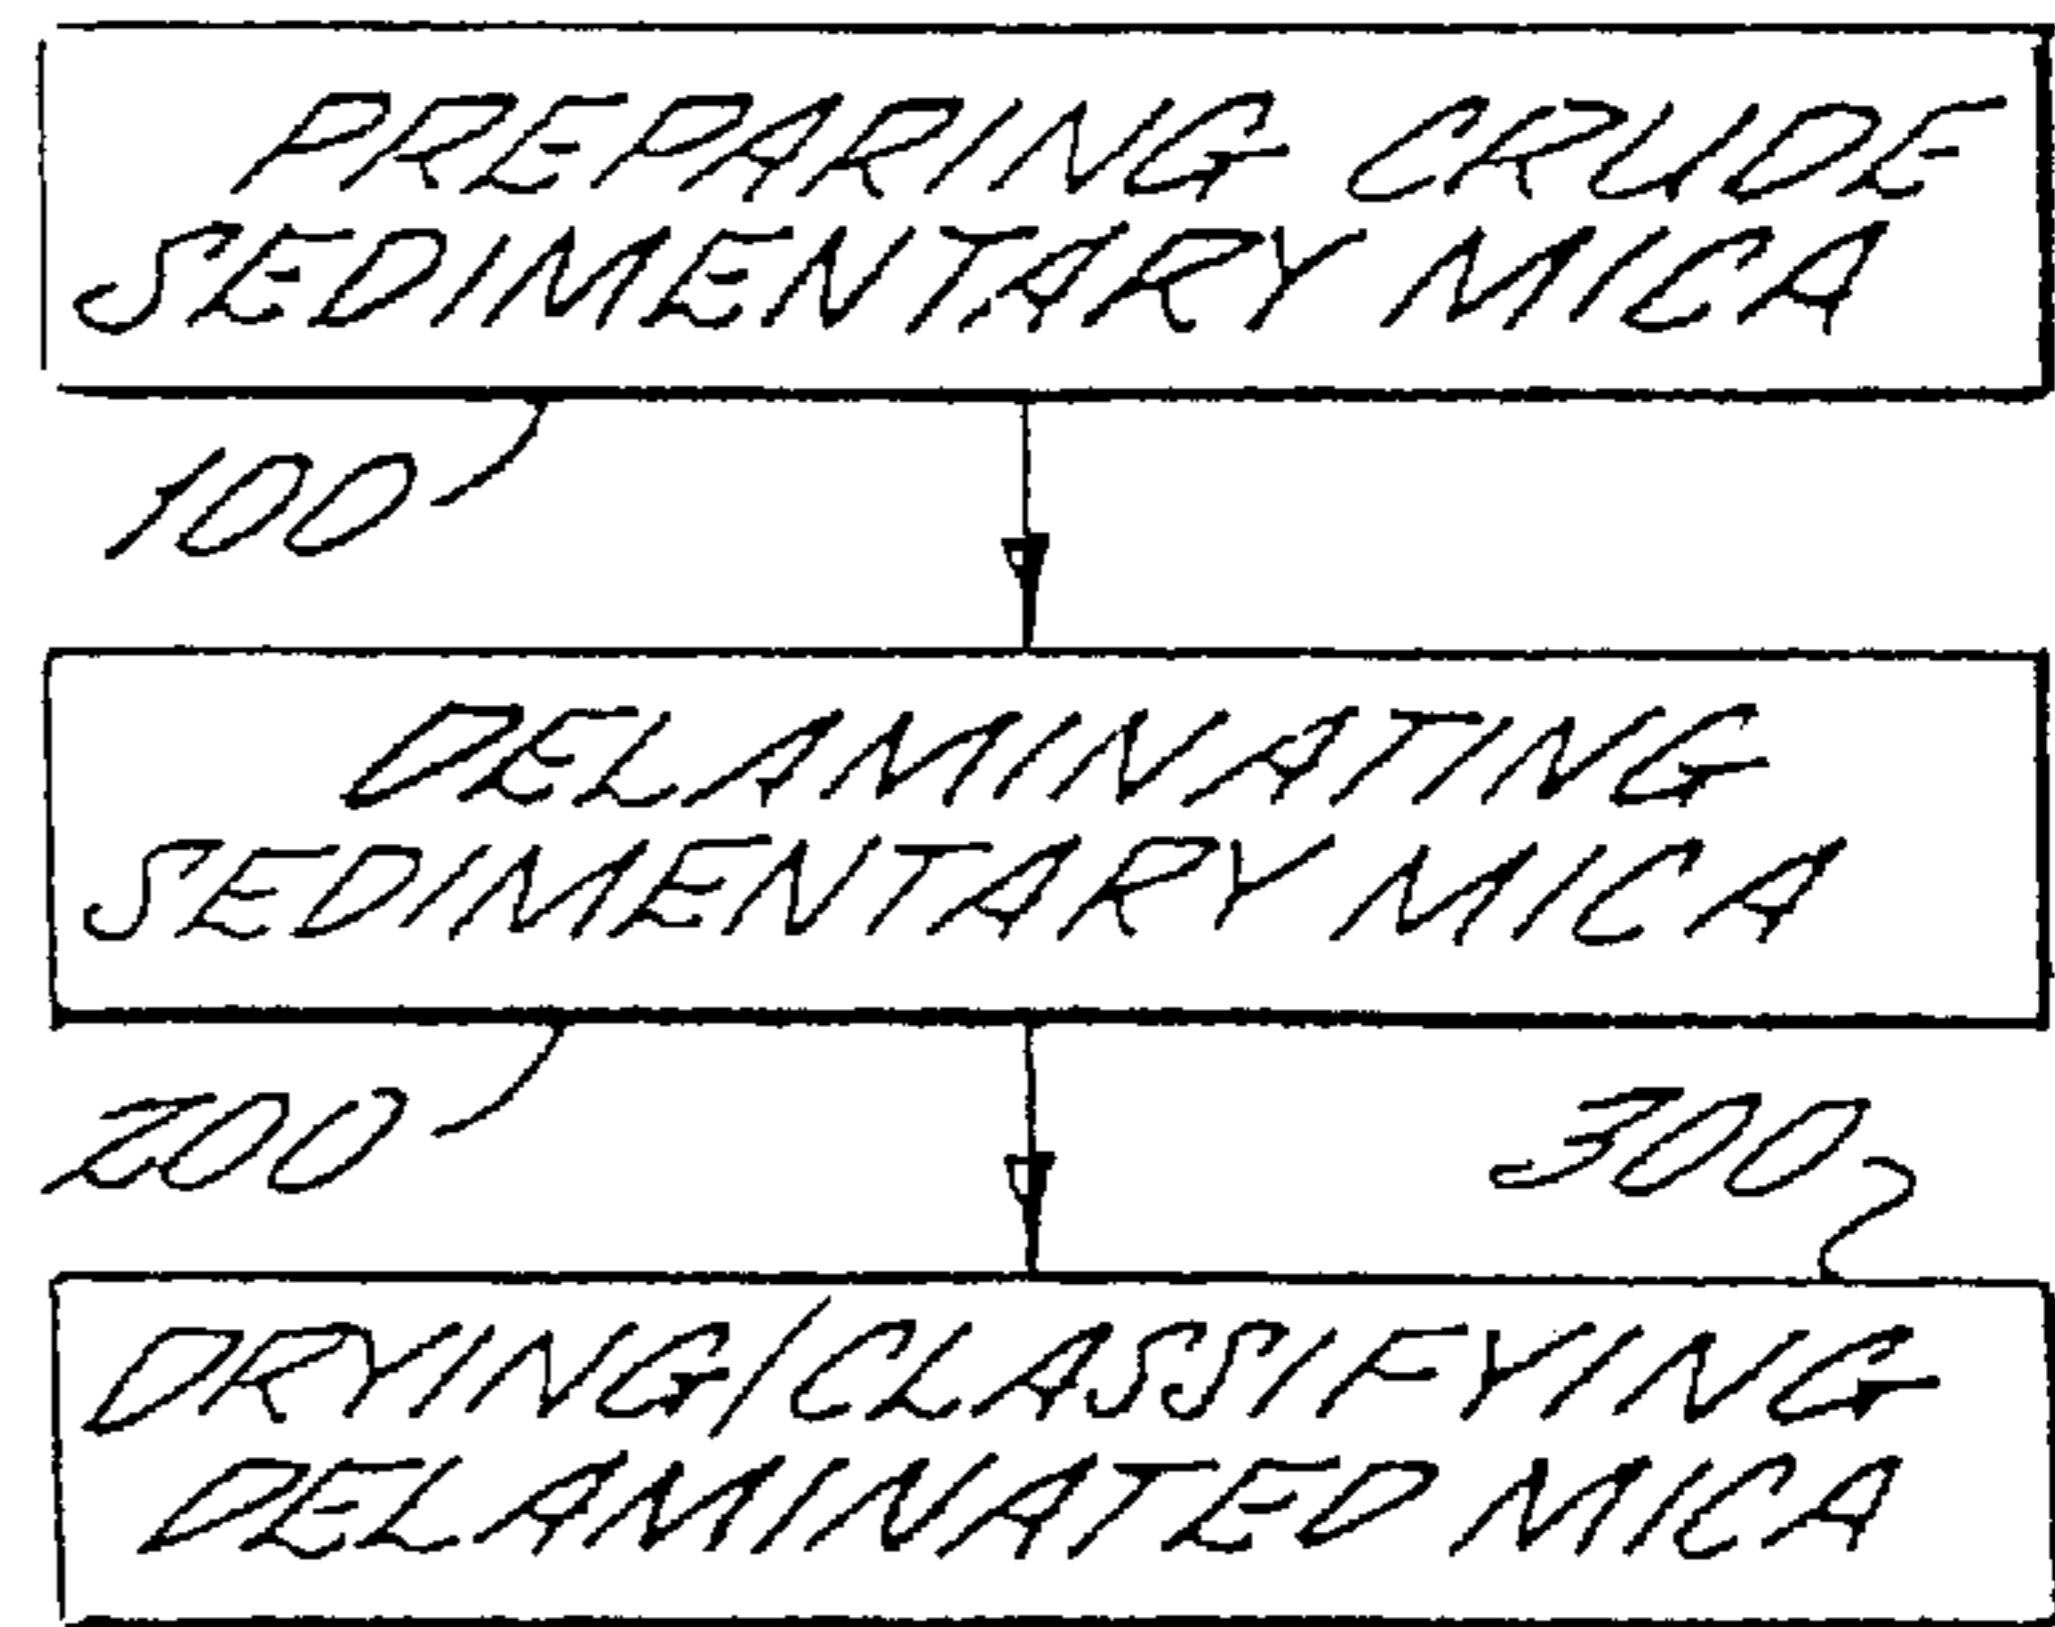 PREPARING CRUDE
SEDIMENTARY MICA
100
DELAMINATING
SEDIMENTARY MICA
200
300
DRYING/CLASSIFYING
DELAMINATED MICA